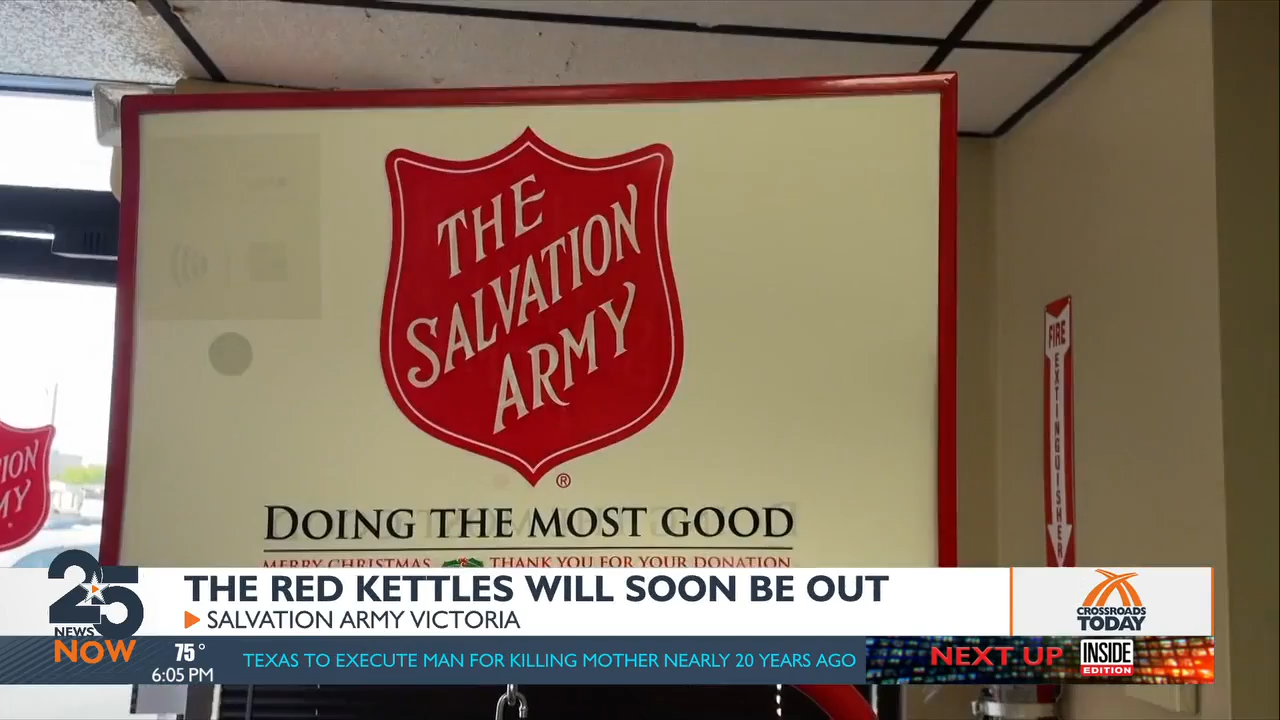 THE
SALVATION
ARMY
®
DOING THE MOST GOOD
MERRY CHRISTMAS THANK YOU FOR YOUR DONATION
FIRE EXTINGUISHER
ION
MY
THE RED KETTLES WILL SOON BE OUT
SALVATION ARMY VICTORIA
25
NEWS
NOW
75°
6:05 PM
TEXAS TO EXECUTE MAN FOR KILLING MOTHER NEARLY 20 YEARS AGO
CROSSROADS
TODAY
NEXT UP
INSIDE
EDITION